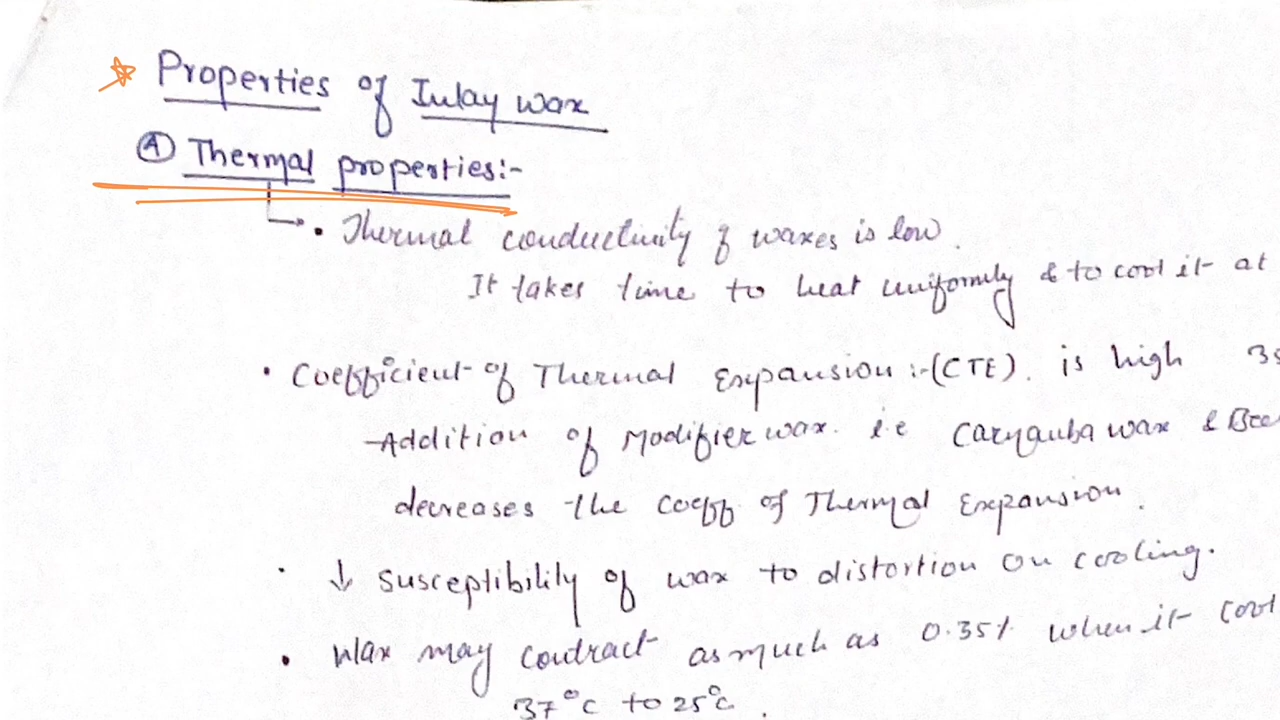 Properties of Inlay wax
A Thermal properties:-
• Thermal conductivity of waxes is low.
It takes time to heat uniformly & to cool it at
• Coefficient of Thermal Expansion:-(CTE). is high
Addition of Modifier wax. i.e Carnauba wax &
decreases the coeff. of Thermal Expansion.
• ↓ susceptibility of wax to distortion on cooling.
• Wax may contract as much as 0.35% when it cool
37°C to 25°C.